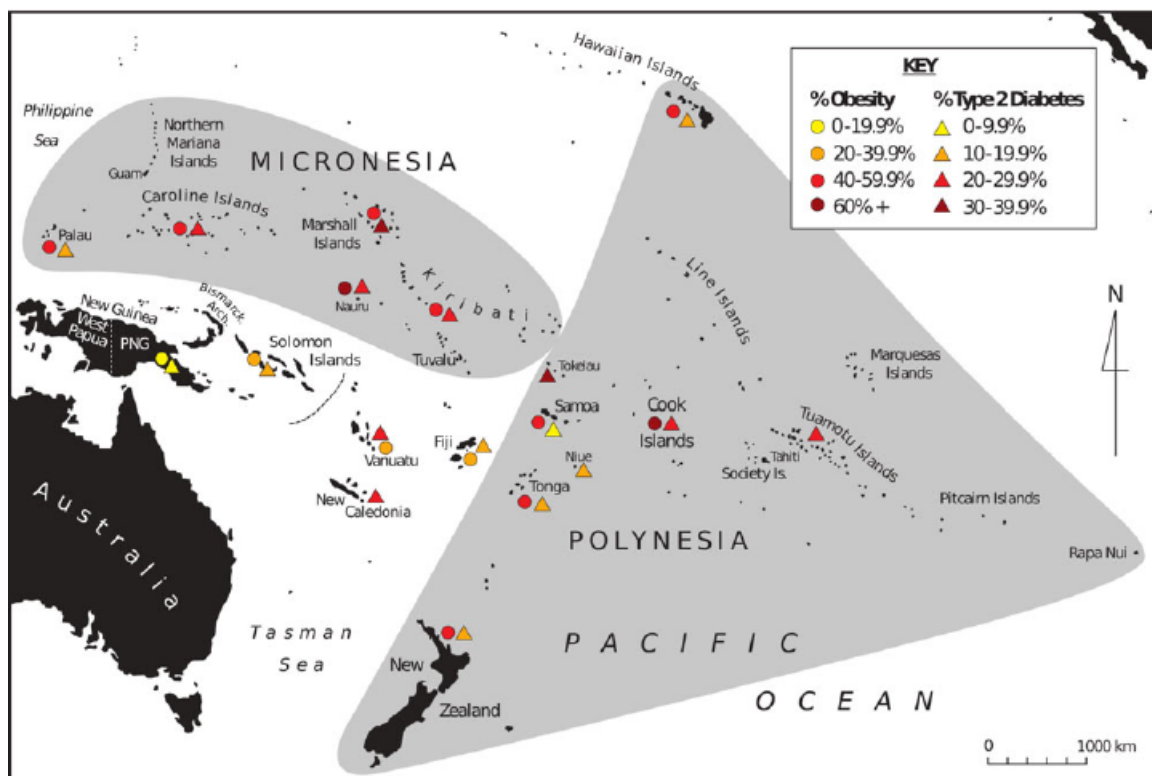 Hawaiian Islands
KEY
% Obesity
% Type 2 Diabetes
0-19.9%
0-9.9%
20-39.9%
10-19.9%
40-59.9%
20-29.9%
60% +
30-39.9%
Philippine
Sea
Northern
Mariana
Islands
MICRONESIA
Guam
Caroline Islands
Marshall
Islands
Palau
Nauru
Kiribati
Tuvalu
Line Islands
N
New Guinea
Bismarck
Arch.
West
Papua
PNG
Solomon
Islands
Tokelau
Marquesas
Islands
Samoa
Cook
Islands
Tuamotu Islands
Vanuatu
Fiji
Niue
Tahiti
Society Is.
New
Caledonia
Tonga
Pitcairn Islands
Australia
POLYNESIA
Rapa Nui
Tasman
Sea
PACIFIC
OCEAN
New
Zealand
0
1000 km